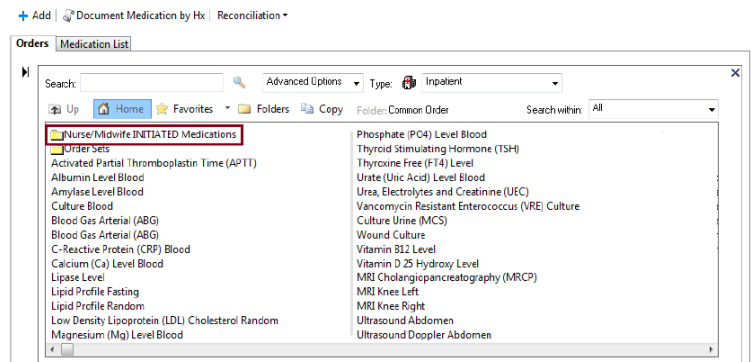 + Add | Document Medication by Hx | Reconciliation
Orders Medication List
Search: Advanced Options Type: Inpatient
Up Home Favorites Folders Copy Folder: Common Order Search within: All
Nurse/Midwife INITIATED Medications
Order Sets
Activated Partial Thromboplastin Time (APTT)
Albumin Level Blood
Amylase Level Blood
Culture Blood
Blood Gas Arterial (ABG)
Blood Gas Arterial (ABG)
C-Reactive Protein (CRP) Blood
Calcium (Ca) Level Blood
Lipase Level
Lipid Profile Fasting
Lipid Profile Random
Low Density Lipoprotein (LDL) Cholesterol Random
Magnesium (Mg) Level Blood
Phosphate (PO4) Level Blood
Thyroid Stimulating Hormone (TSH)
Thyroxine Free (FT4) Level
Urate (Uric Acid) Level Blood
Urea, Electrolytes and Creatinine (UEC)
Vancomycin Resistant Enterococcus (VRE) Culture
Culture Urine (MCS)
Wound Culture
Vitamin B12 Level
Vitamin D 25 Hydroxy Level
MRI Cholangiopancreatography (MRCP)
MRI Knee Left
MRI Knee Right
Ultrasound Abdomen
Ultrasound Doppler Abdomen